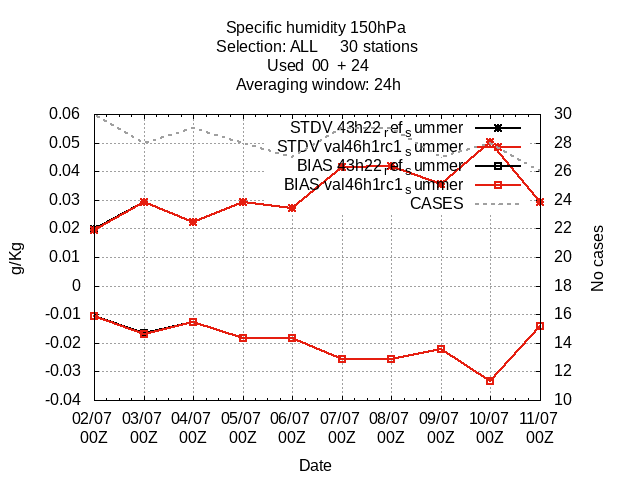 Specific humidity 150hPa
Selection: ALL 30 stations
Used 00 + 24
Averaging window: 24h
0.06
0.05
0.04
0.03
0.02
0.01
0
-0.01
-0.02
-0.03
-0.04
g/Kg
STDV 43h22_ref_summer
STDV val46h1rc1_summer
BIAS 43h22_ref_summer
BIAS val46h1rc1_summer
CASES
30
28
26
24
22
20
18
16
14
12
10
No cases
02/07 03/07 04/07 05/07 06/07 07/07 08/07 09/07 10/07 11/07
00Z 00Z 00Z 00Z 00Z 00Z 00Z 00Z 00Z 00Z
Date